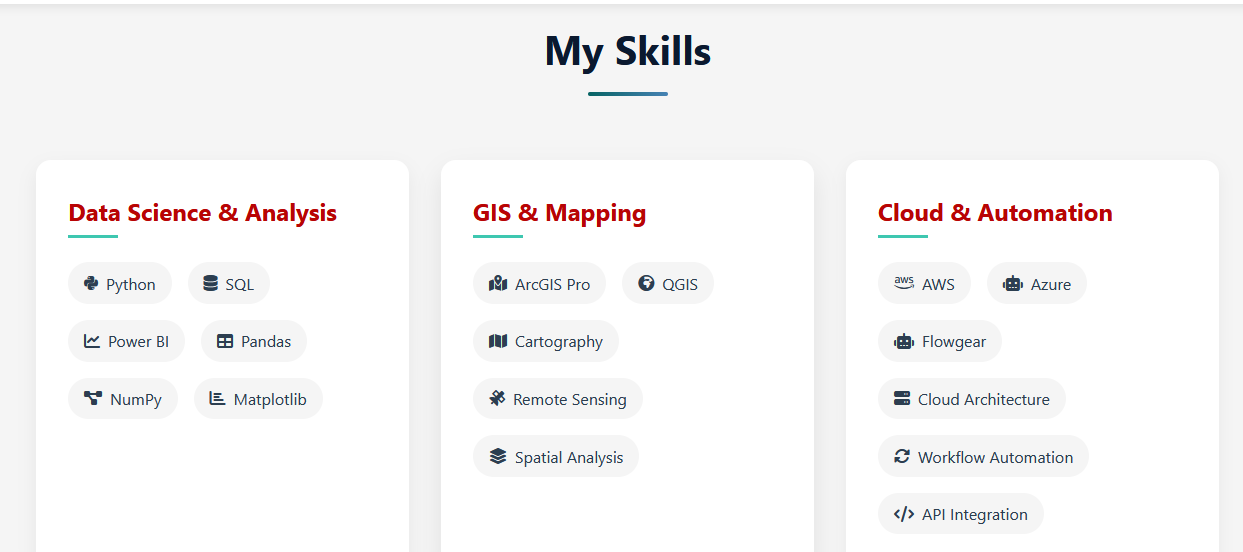 My Skills
Data Science & Analysis
Python
SQL
Power BI
Pandas
NumPy
Matplotlib
GIS & Mapping
ArcGIS Pro
QGIS
Cartography
Remote Sensing
Spatial Analysis
Cloud & Automation
aws AWS
Azure
Flowgear
Cloud Architecture
Workflow Automation
API Integration